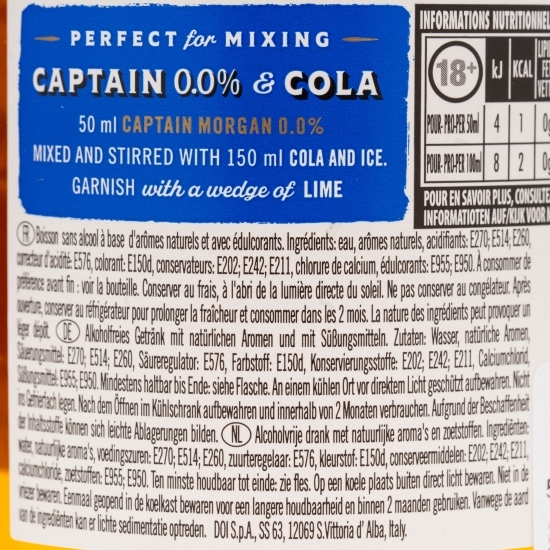 PERFECT for MIXING
CAPTAIN 0.0% & COLA
50 ml CAPTAIN MORGAN 0.0%
MIXED AND STIRRED WITH 150 ml COLA AND ICE.
GARNISH with a wedge of LIME
INFORMATIONS NUTRITIONNEL
18+ kJ KCAL LIP FE VET
POUR-PRO-PER 50ml 4 1 0
POUR-PRO-PER 100ml 8 2 0
POUR EN SAVOIR PLUS, CONSULTE
INFORMATIOTEN AUF/KIJK VOOR
FR Boisson sans alcool à base d'arômes naturels et avec édulcorants. Ingrédients: eau, arômes naturels, acidifiants: E270; E514; E260,
correcteur d'acidité: E576, colorant: E150d, conservateurs: E202; E242; E211, chlorure de calcium, édulcorants: E955; E950. A consommer de
préférence avant fin : voir la bouteille. Conserver au frais, à l'abri de la lumière directe du soleil. Ne pas conserver au congélateur. Après
ouverture, conserver au réfrigérateur pour prolonger la fraîcheur et consommer dans les 2 mois. La nature des ingrédients peut provoquer un
léger dépôt. DE Alkoholfreies Getränk mit natürlichen Aromen und mit Süßungsmitteln. Zutaten: Wasser, natürliche Aromen,
Säuerungsmittel: E270; E514; E260, Säureregulator: E576, Farbstoff: E150d, Konservierungsstoffe: E202; E242; E211, Calciumchlorid,
Süßungsmittel: E955; E950. Mindestens haltbar bis Ende: siehe Flasche. An einem kühlen Ort vor direktem Licht geschützt aufbewahren. Nicht
ins Gefrierfach legen. Nach dem Öffnen im Kühlschrank aufbewahren und innerhalb von 2 Monaten verbrauchen. Aufgrund der Beschaffenheit
der Inhaltsstoffe können sich leichte Ablagerungen bilden. NL Alcoholvrije drank met natuurlijke aroma's en zoetstoffen. Ingrediënten:
water, natuurlijke aroma's, voedingszuren: E270; E514; E260, zuurteregelaar: E576, kleurstof: E150d, conserveermiddelen: E202; E242; E211,
calciumchloride, zoetstoffen: E955; E950. Ten minste houdbaar tot einde: zie fles. Op een koele plaats buiten direct licht bewaren. Niet in de
vriezer bewaren. Eenmaal geopend in de koelkast bewaren voor een langere houdbaarheid en binnen 2 maanden gebruiken. Vanwege de aard
van de ingrediënten kan er lichte sedimentatie optreden. DOI S.p.A., SS 63, 12069 S.Vittoria d' Alba, Italy.